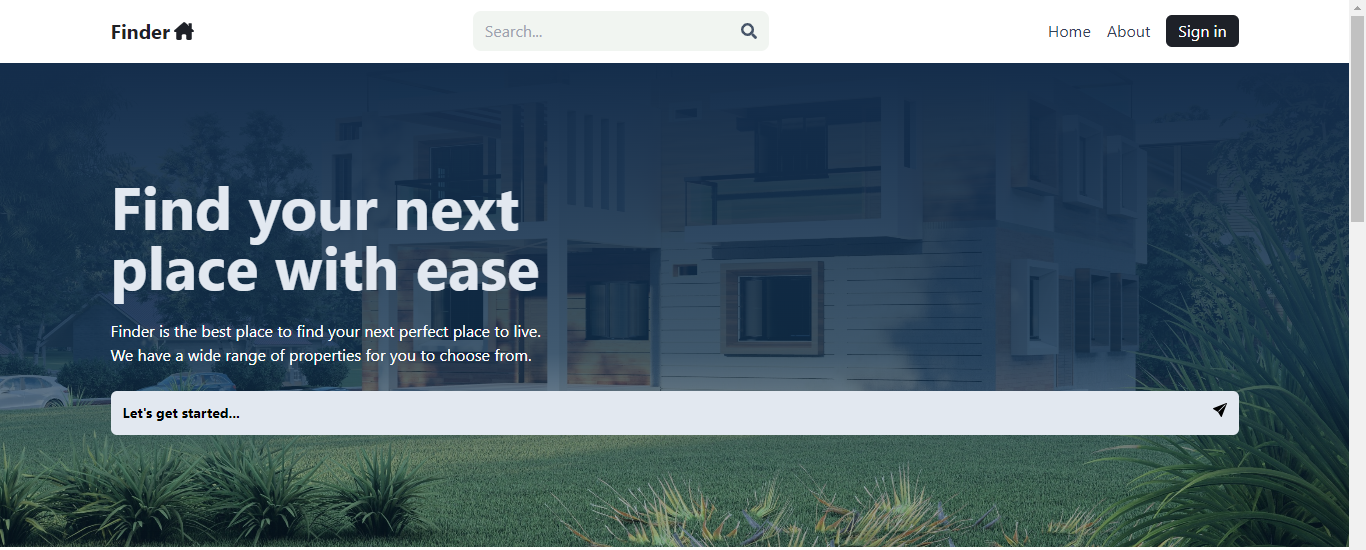 Finder
Search...
Home
About
Sign in
Find your next
place with ease
Finder is the best place to find your next perfect place to live.
We have a wide range of properties for you to choose from.
Let's get started...